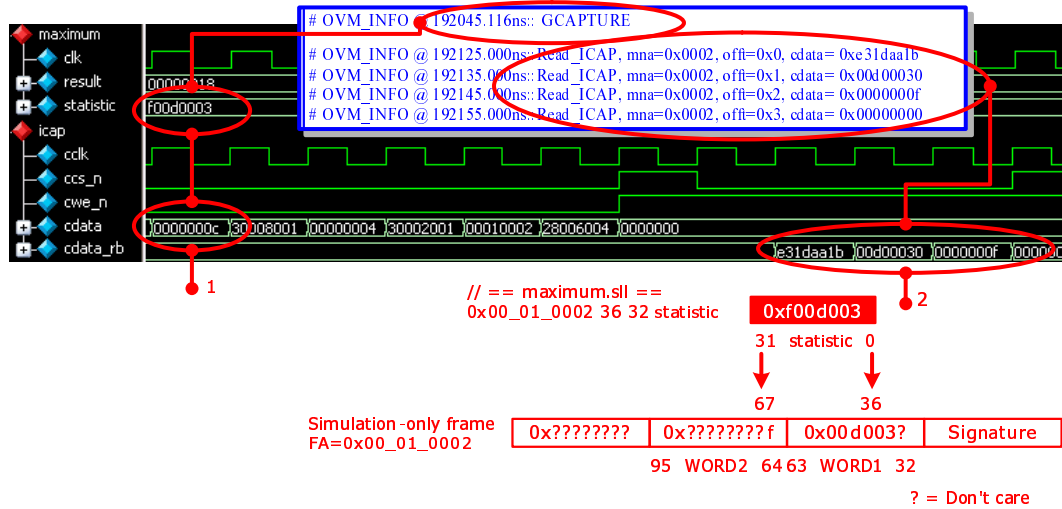 # OVM_INFO @ 192045.116ns:: GCAPTURE
# OVM_INFO @ 192125.000ns:: Read_ICAP, mna=0x0002, offt=0x0, cdata= 0xe31daa1b
# OVM_INFO @ 192135.000ns:: Read_ICAP, mna=0x0002, offt=0x1, cdata= 0x00d00030
# OVM_INFO @ 192145.000ns:: Read_ICAP, mna=0x0002, offt=0x2, cdata= 0x0000000f
# OVM_INFO @ 192155.000ns:: Read_ICAP, mna=0x0002, offt=0x3, cdata= 0x00000000
maximum
clk
result 00000018
statistic f00d0003
icap
cclk
ccs_n
cwe_n
cdata 0000000c 30008001 00000004 30002001 00010002 28006004 0000000
cdata_rb e31daa1b 00d00030 0000000f 000000
1
2
// == maximum.sll ==
0x00_01_0002 36 32 statistic
0xf00d003
31 statistic 0
67 36
Simulation-only frame
FA=0x00_01_0002
0x???????? 0x????????f 0x00d003? Signature
95 WORD2 64 63 WORD1 32
? = Don't care